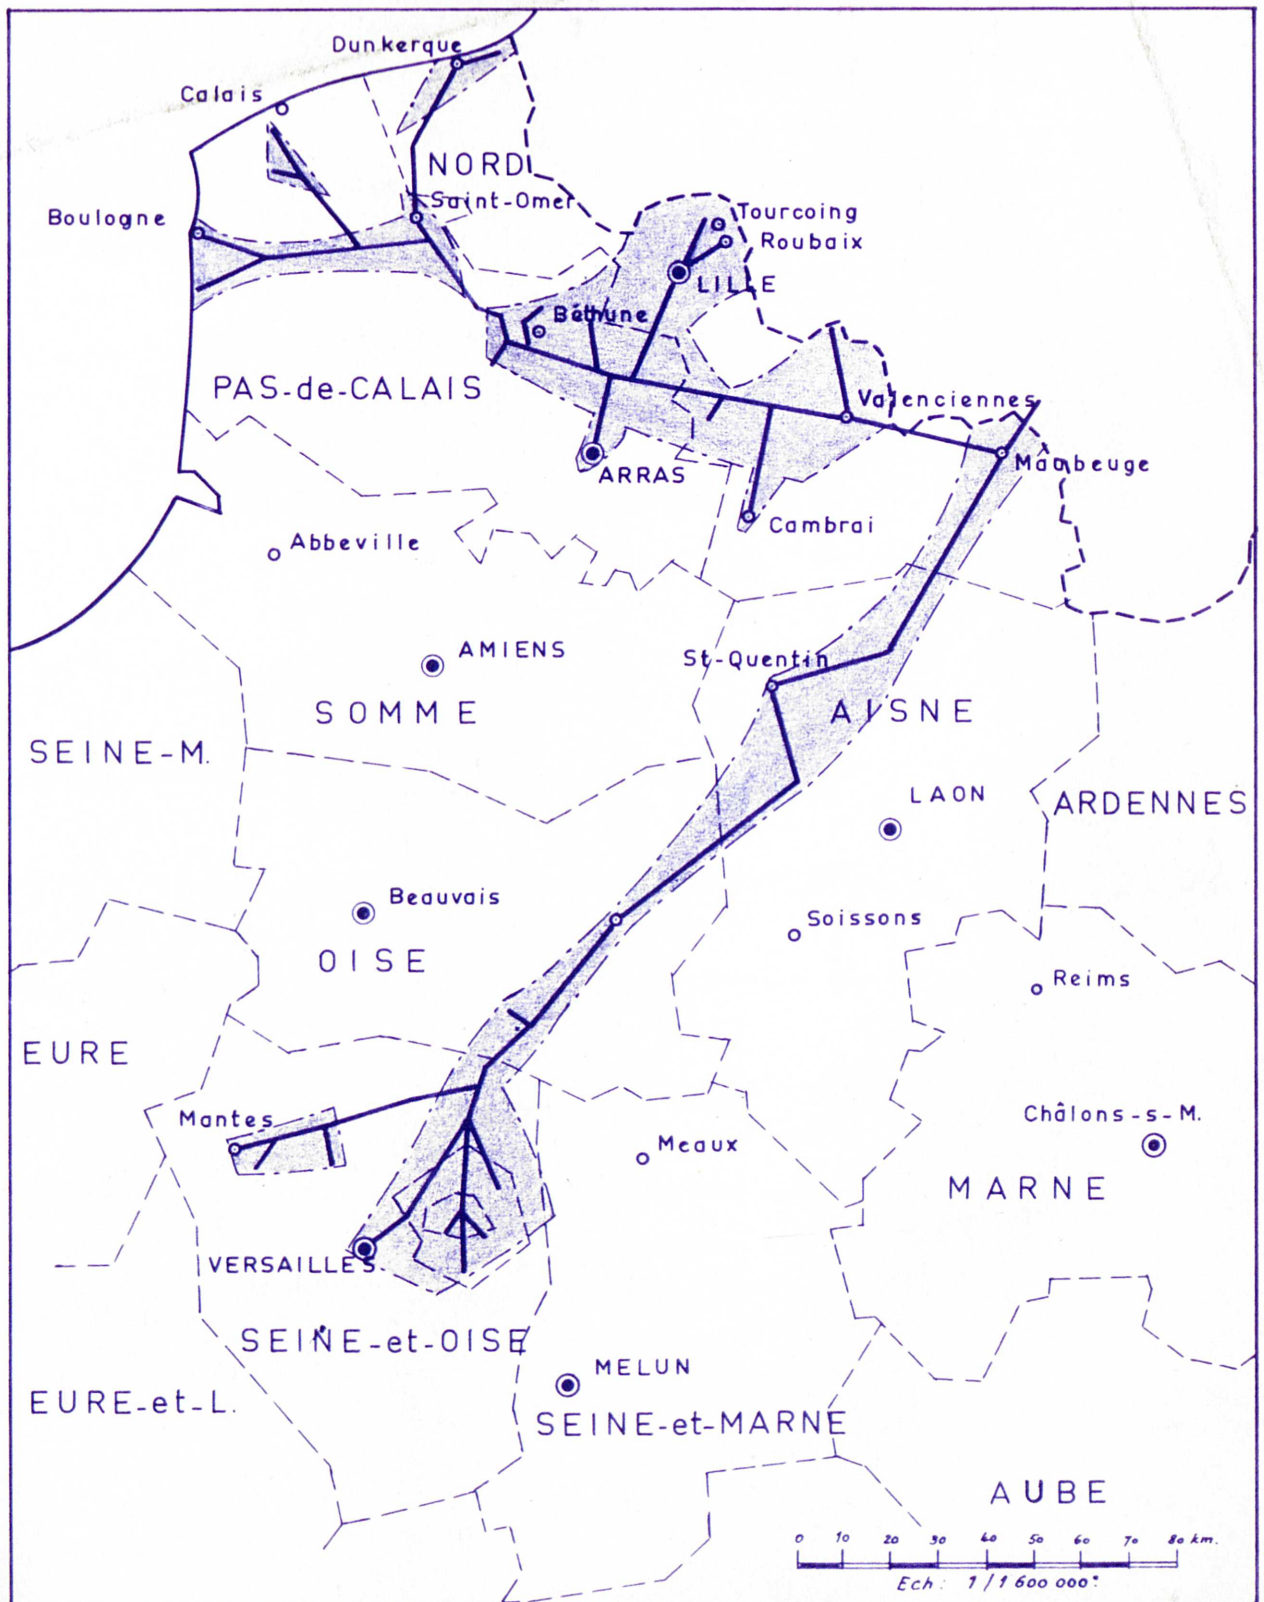 Dunkerque
Calais
NORD
Saint-Omer
Boulogne
Tourcoing
Roubaix
LILLE
Béthune
PAS-de-CALAIS
Valenciennes
ARRAS
Maubeuge
Cambrai
Abbeville
AMIENS
St-Quentin
SOMME
AISNE
SEINE-M.
LAON
ARDENNES
Beauvais
Soissons
OISE
Reims
EURE
Mantes
Châlons-s-M.
Meaux
MARNE
VERSAILLES
SEINE-et-OISE
MELUN
EURE-et-L.
SEINE-et-MARNE
AUBE
0 10 20 30 40 50 60 70 80 km.
Ech: 1/1 600 000e